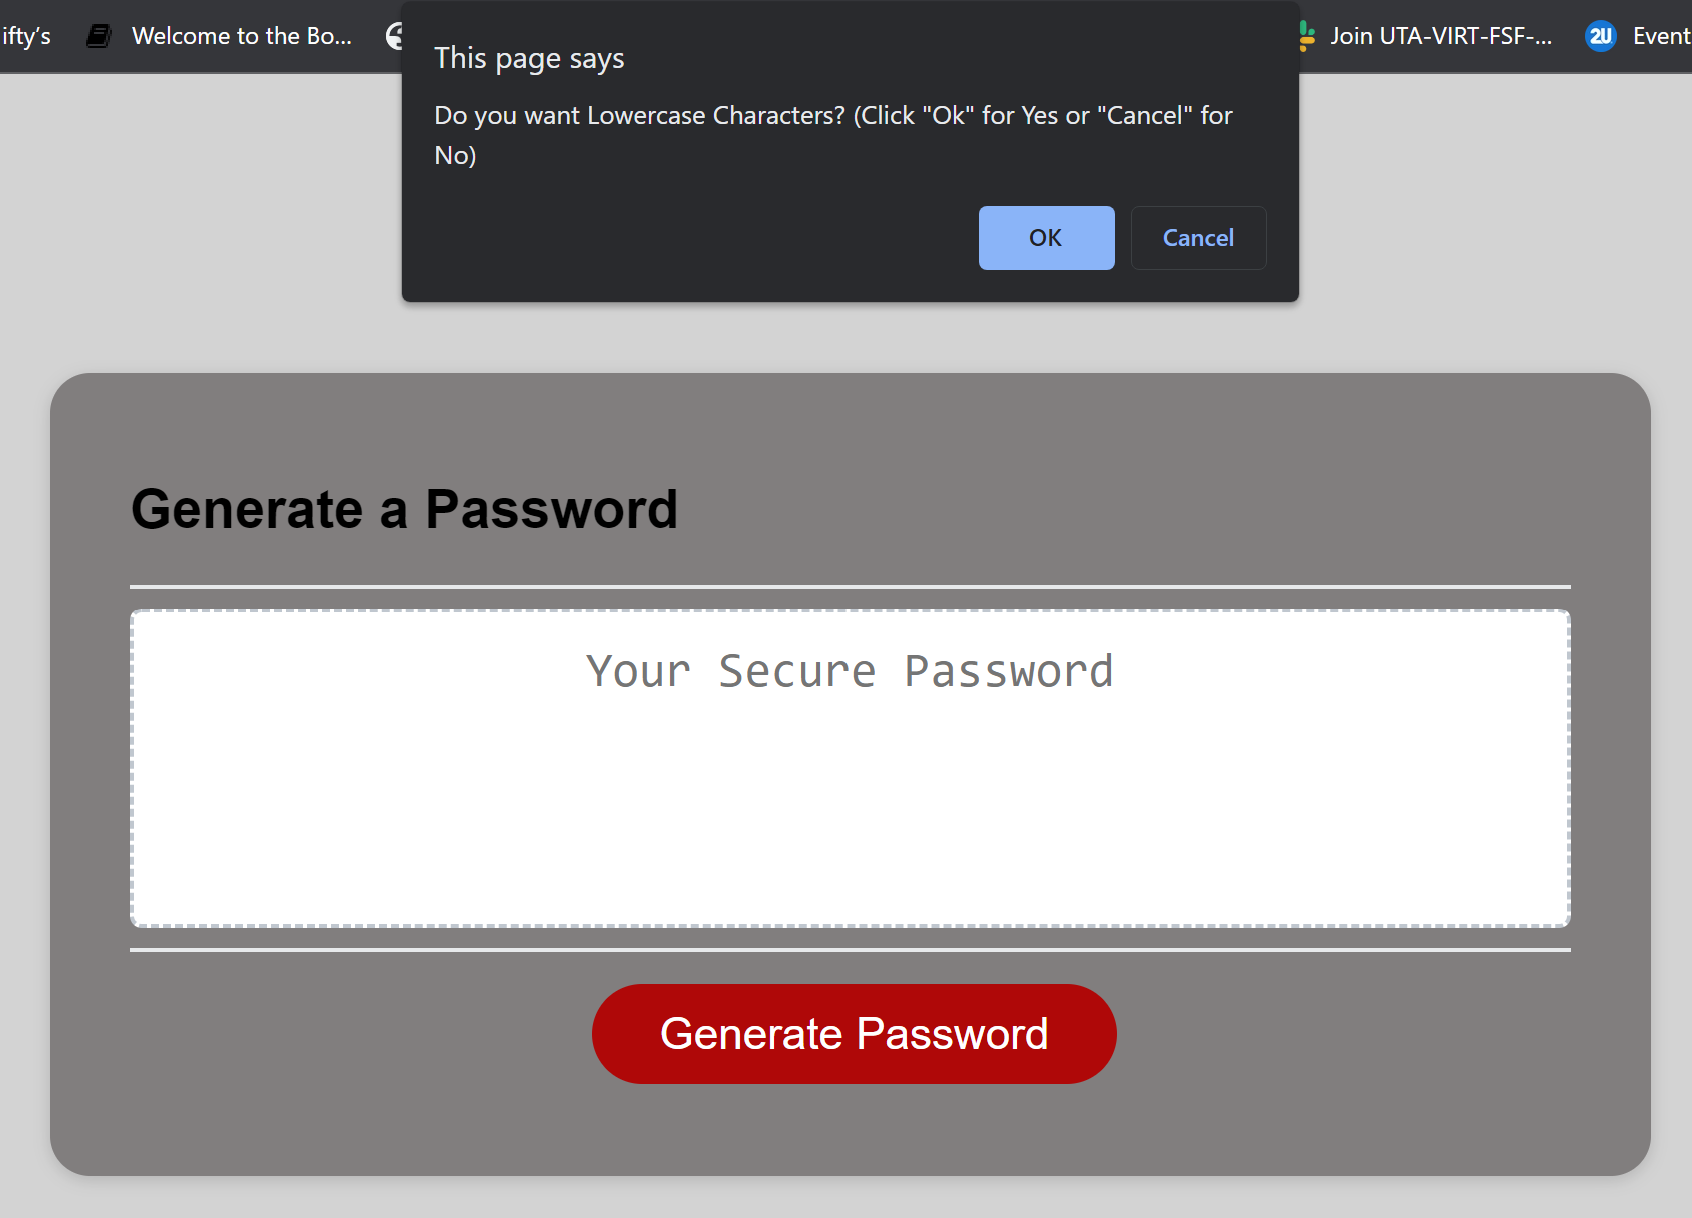 ifty's Welcome to the Bo... Join UTA-VIRT-FSF-... 2U Event
This page says
Do you want Lowercase Characters? (Click "Ok" for Yes or "Cancel" for
No)
OK Cancel
Generate a Password
Your Secure Password
Generate Password